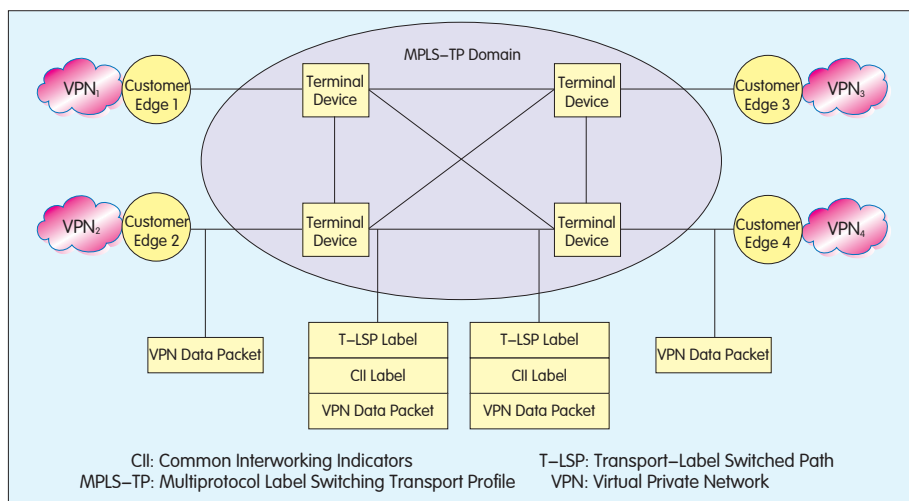 MPLS-TP Domain
VPN₁
Customer
Edge 1
Terminal
Device
Terminal
Device
Customer
Edge 3
VPN₃
VPN₂
Customer
Edge 2
Terminal
Device
Terminal
Device
Customer
Edge 4
VPN₄
VPN Data Packet
T-LSP Label
CII Label
VPN Data Packet
T-LSP Label
CII Label
VPN Data Packet
VPN Data Packet
CII: Common Interworking Indicators
T-LSP: Transport-Label Switched Path
MPLS-TP: Multiprotocol Label Switching Transport Profile
VPN: Virtual Private Network